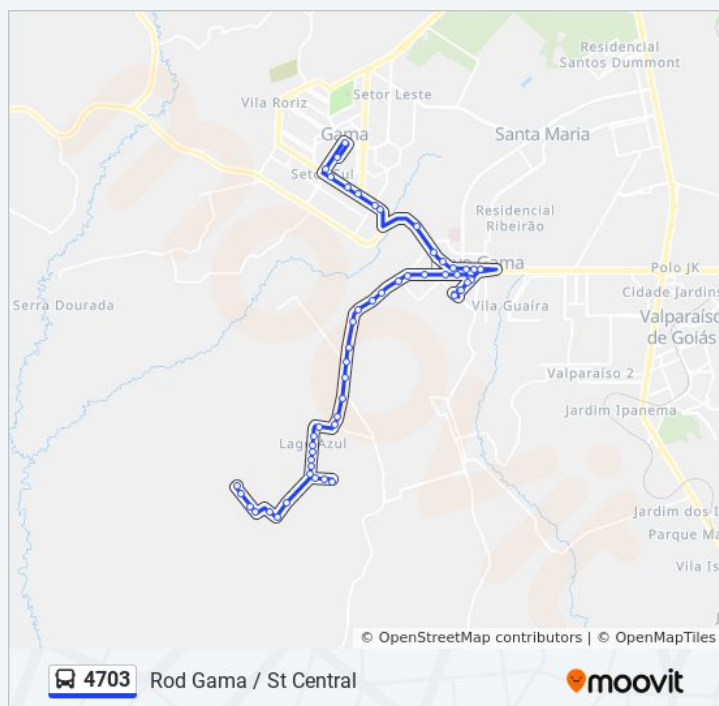 Residencial
Santos Dummont
Vila Roriz
Setor Leste
Gama
Santa Maria
Setor Sul
Residencial
Ribeirão
Novo Gama
Polo JK
Cidade Jardins
Serra Dourada
Vila Guaíra
Valparaíso
de Goiás
Valparaiso 2
Jardim Ipanema
Lago Azul
Jardim dos I
Parque Ma
Vila Is
J
© OpenStreetMap contributors | © OpenMapTiles
4703 Rod Gama / St Central
moovit